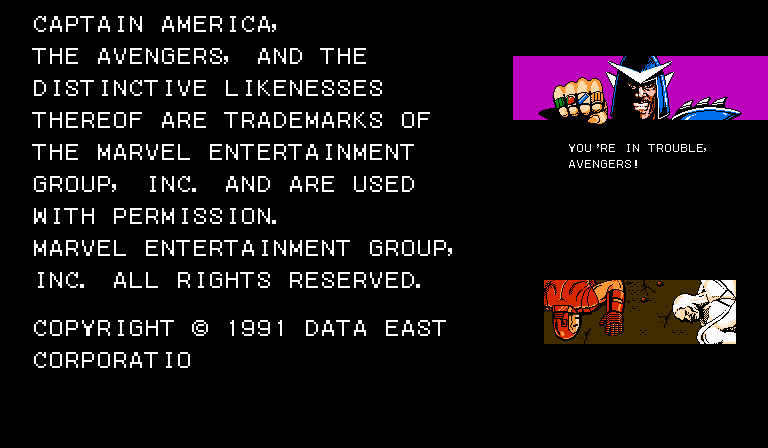 CAPTAIN AMERICA,
THE AVENGERS, AND THE
DISTINCTIVE LIKENESSES
THEREOF ARE TRADEMARKS OF
THE MARVEL ENTERTAINMENT
GROUP, INC. AND ARE USED
WITH PERMISSION.
MARVEL ENTERTAINMENT GROUP,
INC. ALL RIGHTS RESERVED.
COPYRIGHT © 1991 DATA EAST
CORPORATIO
YOU'RE IN TROUBLE,
AVENGERS!